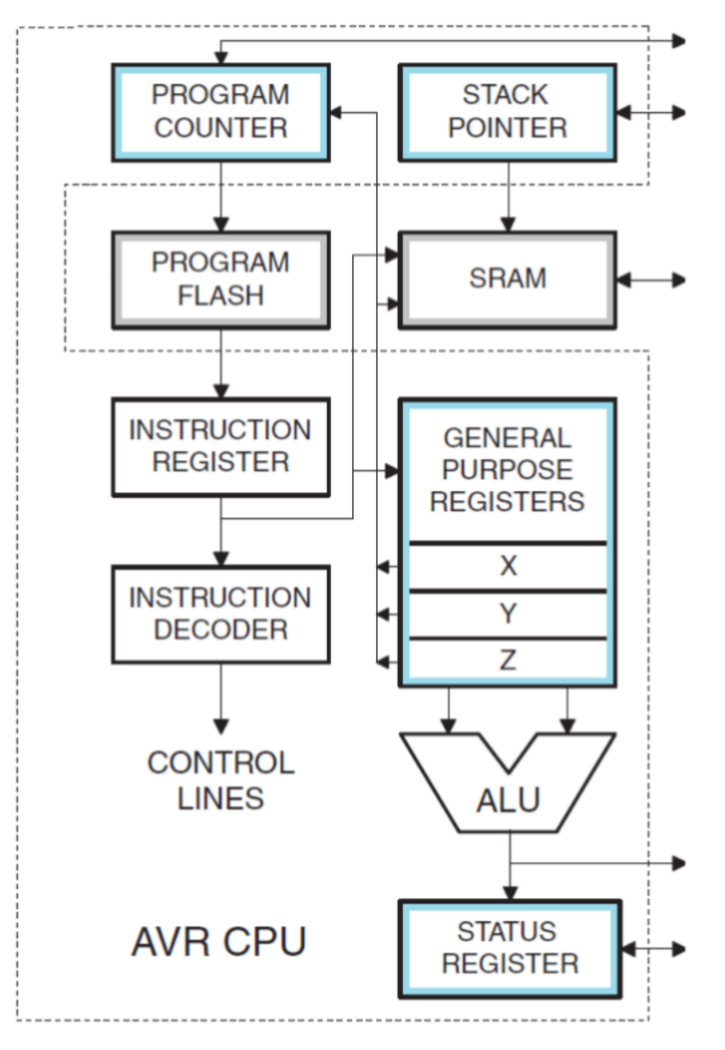 PROGRAM
COUNTER
STACK
POINTER
PROGRAM
FLASH
SRAM
INSTRUCTION
REGISTER
GENERAL
PURPOSE
REGISTERS
X
Y
Z
INSTRUCTION
DECODER
CONTROL
LINES
ALU
AVR CPU
STATUS
REGISTER